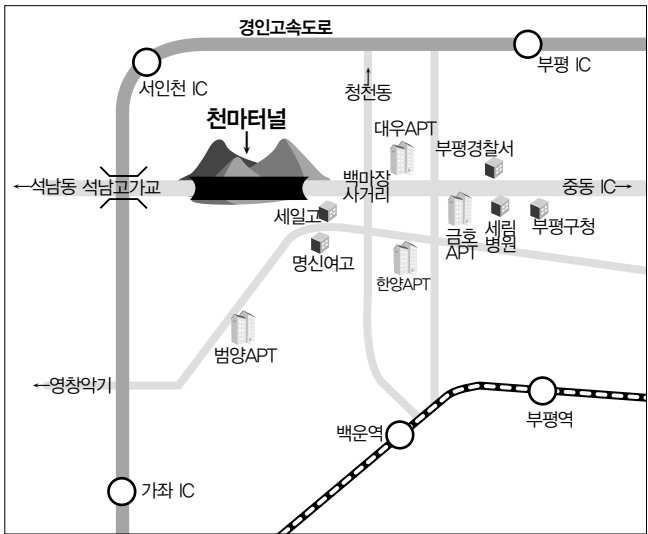 경인고속도로
부평 IC
서인천 IC
청천동
천마터널
대우APT
부평경찰서
←석남동
석남고가교
백마장
사거리
중동 IC→
세일고
금호
APT
세림
병원
부평구청
명신여고
한양APT
범양APT
←영창악기
백운역
부평역
가좌 IC